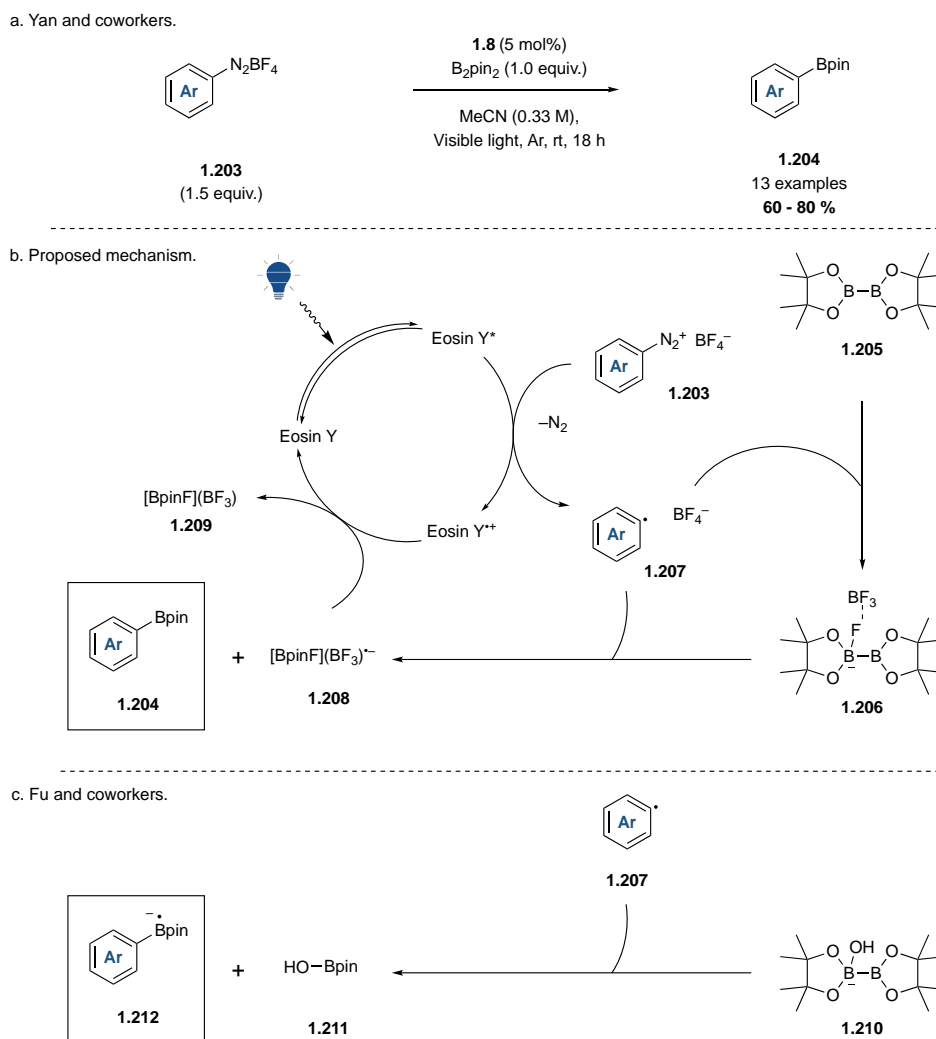 a. Yan and coworkers.
N₂BF₄
Ar
1.203
(1.5 equiv.)
1.8 (5 mol%)
B₂pin₂ (1.0 equiv.)
MeCN (0.33 M),
Visible light, Ar, rt, 18 h
Bpin
Ar
1.204
13 examples
60 - 80 %
b. Proposed mechanism.
Eosin Y*
N₂⁺ BF₄⁻
Ar
1.203
O O
B B
O O
1.205
–N₂
Eosin Y
[BpinF](BF₃)
1.209
Eosin Y•⁺
Ar •
BF₄⁻
1.207
Bpin
Ar
1.204
+
[BpinF](BF₃)•⁻
1.208
BF₃
F
O O
B B
–
O O
1.206
c. Fu and coworkers.
Ar •
1.207
– •
Bpin
Ar
1.212
+
HO–Bpin
1.211
OH
O O
B B
–
O O
1.210